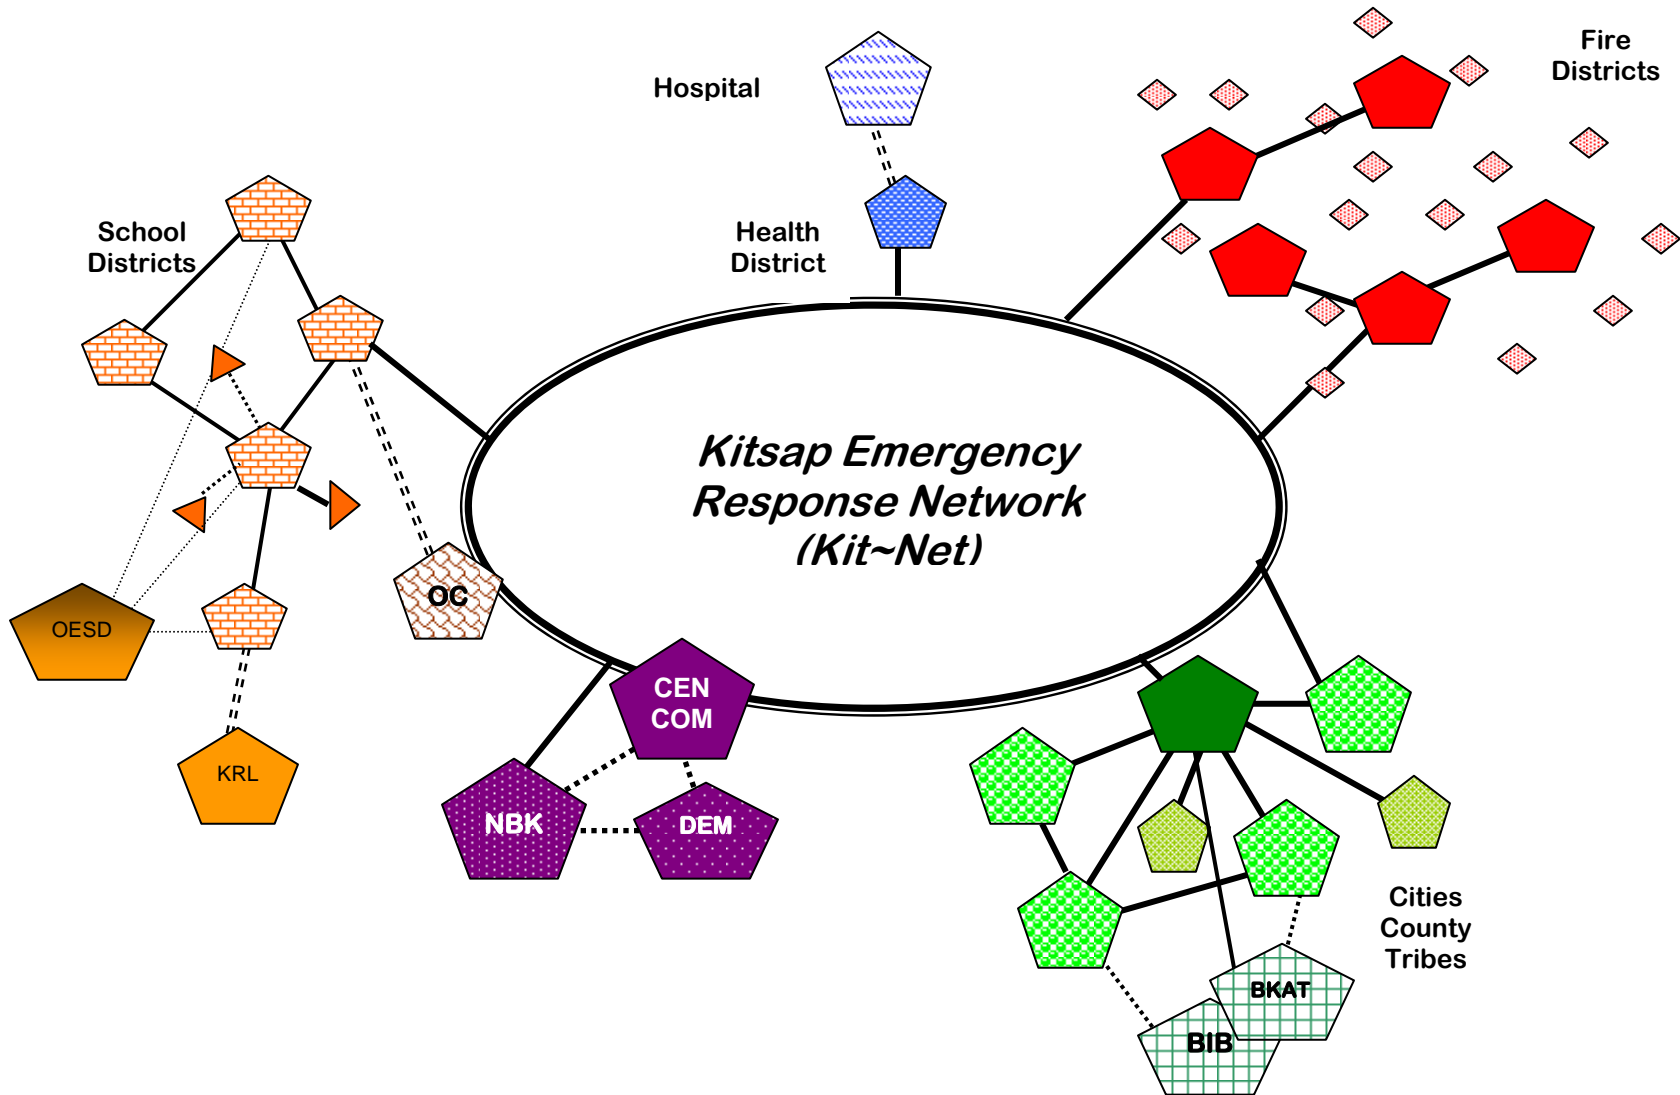 Fire
Districts
Hospital
School
Districts
Health
District
Kitsap Emergency
Response Network
(Kit~Net)
OC
OESD
CEN
COM
KRL
NBK
DEM
Cities
County
Tribes
BKAT
BIB